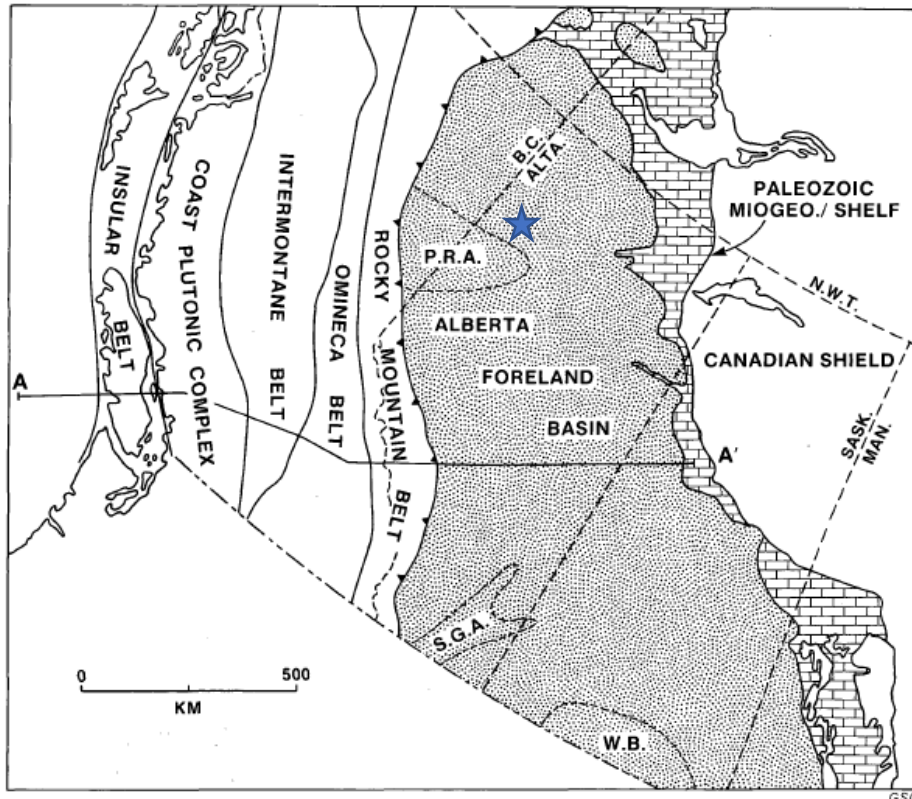 INSULAR
BELT
COAST PLUTONIC COMPLEX
INTERMONTANE
BELT
OMINECA
BELT
ROCKY
MOUNTAIN
BELT
B.C.
ALTA.
P.R.A.
ALBERTA
FORELAND
BASIN
PALEOZOIC
MIOGEO./ SHELF
N.W.T.
CANADIAN SHIELD
SASK.
MAN.
A
A'
S.G.A.
W.B.
0 500
KM